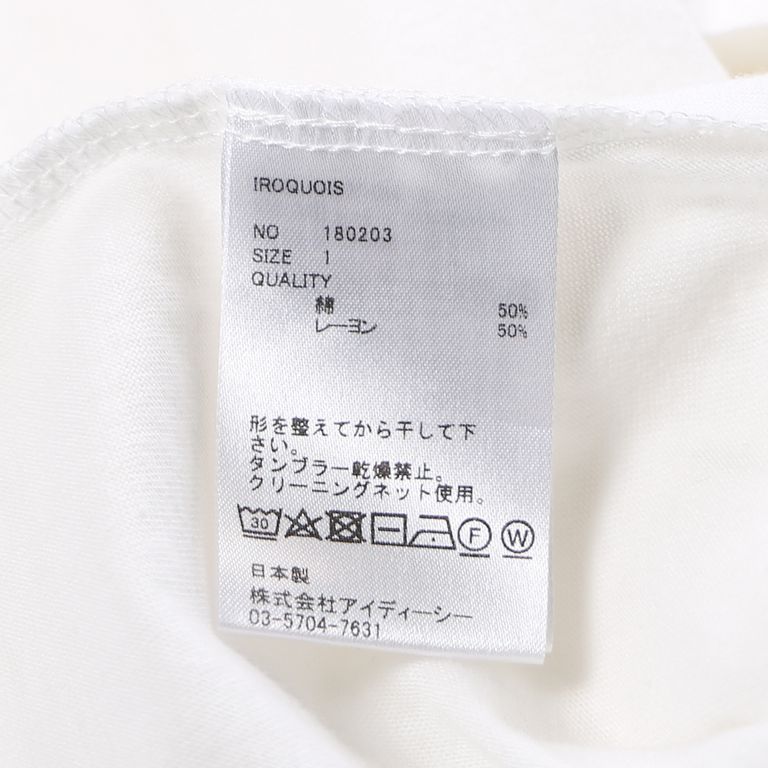 IROQUOIS
NO 180203
SIZE 1
QUALITY
綿 50%
レーヨン 50%
形を整えてから干して下
さい。
タンブラー乾燥禁止。
クリーニングネット使用。
30 F W
日本製
株式会社アイディーシー
03-5704-7631